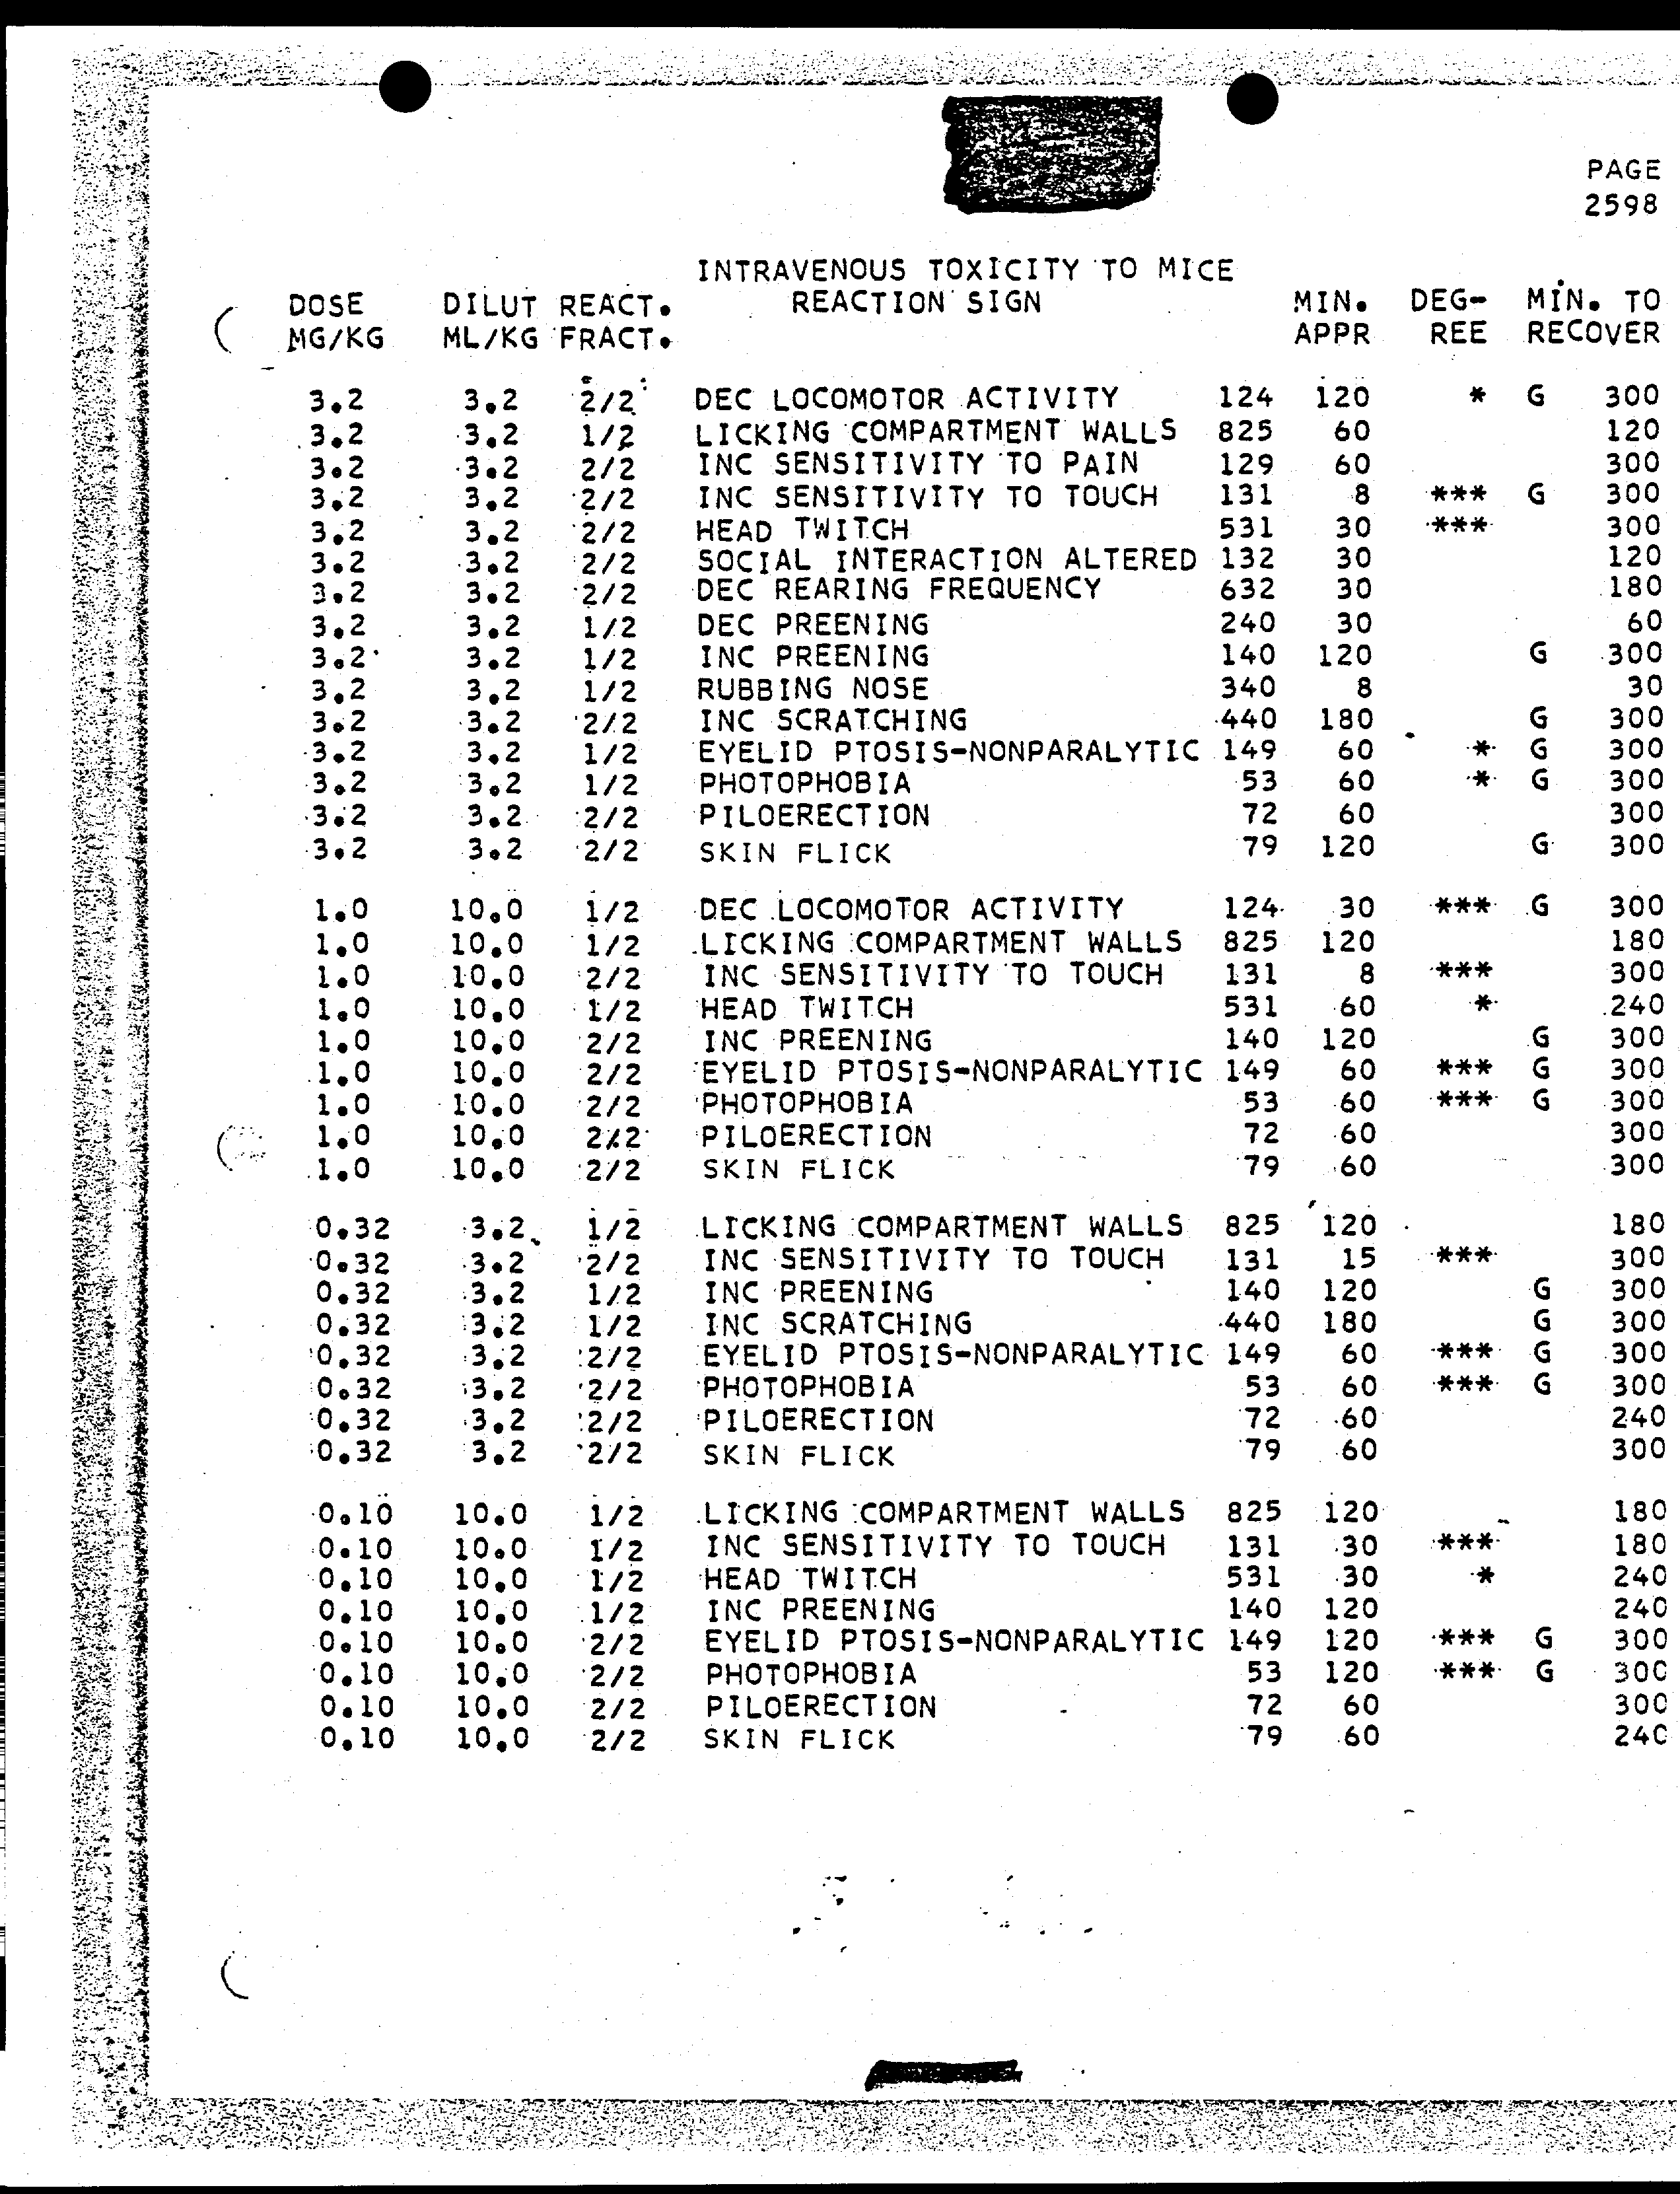 PAGE
2598
INTRAVENOUS TOXICITY TO MICE
DOSE DILUT REACT. REACTION SIGN MIN. DEG- MIN. TO
MG/KG ML/KG FRACT. APPR REE RECOVER
3.2 3.2 2/2 DEC LOCOMOTOR ACTIVITY 124 120 * G 300
3.2 3.2 1/2 LICKING COMPARTMENT WALLS 825 60 120
3.2 3.2 2/2 INC SENSITIVITY TO PAIN 129 60 300
3.2 3.2 2/2 INC SENSITIVITY TO TOUCH 131 8 *** G 300
3.2 3.2 2/2 HEAD TWITCH 531 30 *** 300
3.2 3.2 2/2 SOCIAL INTERACTION ALTERED 132 30 120
3.2 3.2 2/2 DEC REARING FREQUENCY 632 30 180
3.2 3.2 1/2 DEC PREENING 240 30 60
3.2 3.2 1/2 INC PREENING 140 120 G 300
3.2 3.2 1/2 RUBBING NOSE 340 8 30
3.2 3.2 2/2 INC SCRATCHING 440 180 G 300
3.2 3.2 1/2 EYELID PTOSIS-NONPARALYTIC 149 60 * G 300
3.2 3.2 1/2 PHOTOPHOBIA 53 60 * G 300
3.2 3.2 2/2 PILOERECTION 72 60 300
3.2 3.2 2/2 SKIN FLICK 79 120 G 300
1.0 10.0 1/2 DEC LOCOMOTOR ACTIVITY 124 30 *** G 300
1.0 10.0 1/2 LICKING COMPARTMENT WALLS 825 120 180
1.0 10.0 2/2 INC SENSITIVITY TO TOUCH 131 8 *** 300
1.0 10.0 1/2 HEAD TWITCH 531 60 * 240
1.0 10.0 2/2 INC PREENING 140 120 G 300
1.0 10.0 2/2 EYELID PTOSIS-NONPARALYTIC 149 60 *** G 300
1.0 10.0 2/2 PHOTOPHOBIA 53 60 *** G 300
1.0 10.0 2/2 PILOERECTION 72 60 300
1.0 10.0 2/2 SKIN FLICK 79 60 300
0.32 3.2 1/2 LICKING COMPARTMENT WALLS 825 120 180
0.32 3.2 2/2 INC SENSITIVITY TO TOUCH 131 15 *** 300
0.32 3.2 1/2 INC PREENING 140 120 G 300
0.32 3.2 1/2 INC SCRATCHING 440 180 G 300
0.32 3.2 2/2 EYELID PTOSIS-NONPARALYTIC 149 60 *** G 300
0.32 3.2 2/2 PHOTOPHOBIA 53 60 *** G 300
0.32 3.2 2/2 PILOERECTION 72 60 240
0.32 3.2 2/2 SKIN FLICK 79 60 300
0.10 10.0 1/2 LICKING COMPARTMENT WALLS 825 120 180
0.10 10.0 1/2 INC SENSITIVITY TO TOUCH 131 30 *** 180
0.10 10.0 1/2 HEAD TWITCH 531 30 * 240
0.10 10.0 1/2 INC PREENING 140 120 240
0.10 10.0 2/2 EYELID PTOSIS-NONPARALYTIC 149 120 *** G 300
0.10 10.0 2/2 PHOTOPHOBIA 53 120 *** G 300
0.10 10.0 2/2 PILOERECTION 72 60 300
0.10 10.0 2/2 SKIN FLICK 79 60 240